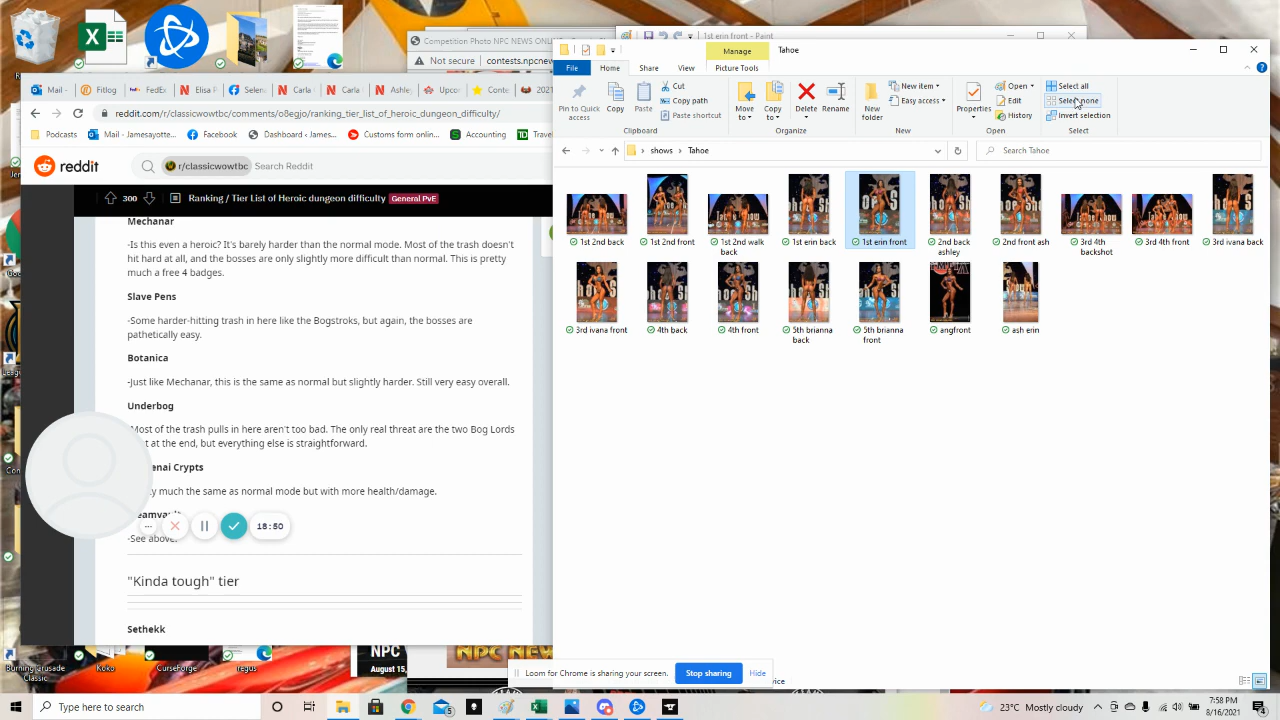 Competition Photo NPC NEWS ONL
1st erin front - Paint
Not secure
contests.npcnew
Manage
Tahoe
File
Home
Share
View
Picture Tools
Mail -
Fitlog
FedEx
Elisa F
Selena
Carla
Carla
Ashley
Upcoc
Conte
2021
reddit.com/r/classicwowtbc/comments/o8egjo/ranking_tier_list_of_heroic_dungeon_difficulty/
Podcasts
Mail - Jamesayotte...
Customs form onlin...
Accounting
Travel
reddit
r/classicwowtbc
Search Reddit
300
Ranking / Tier List of Heroic dungeon difficulty
General PvE
Mechanar
-Is this even a heroic? It's barely harder than the normal mode. Most of the trash doesn't
hit hard at all, and the bosses are only slightly more difficult than normal. This is pretty
much a free 4 badges.
Slave Pens
-Some harder-hitting trash in here like the Bogstroks, but again, the bosses are
pathetically easy.
Botanica
-Just like Mechanar, this is the same as normal but slightly harder. Still very easy overall.
Underbog
Most of the trash pulls in here aren't too bad. The only real threat are the two Bog Lords
at the end, but everything else is straightforward.
enai Crypts
much the same as normal mode but with more health/damage.
-See above.
"Kinda tough" tier
Sethekk
18:50
Pin to Quick
access
Copy
Paste
Cut
Copy path
Paste shortcut
Clipboard
Move
to
Copy
to
Delete
Rename
Organize
New
folder
New item
Easy access
New
Properties
Open
Edit
History
Open
Select all
Select none
Invert selection
Select
shows
Tahoe
Search Tahoe
1st 2nd back
1st 2nd front
1st 2nd walk
back
1st erin back
1st erin front
2nd back
ashley
2nd front ash
3rd 4th
backshot
3rd 4th front
3rd ivana back
3rd ivana front
4th back
4th front
5th brianna
back
5th brianna
front
angfront
erin
Burning Crusade
Classic
Koko
CurseForge
regus
NPC
August 15,
NPC NEWS
Loom for Chrome is sharing your screen.
Stop sharing
Hide
Type here to search
23°C Mostly cloudy
7:58 PM
8/16/2021